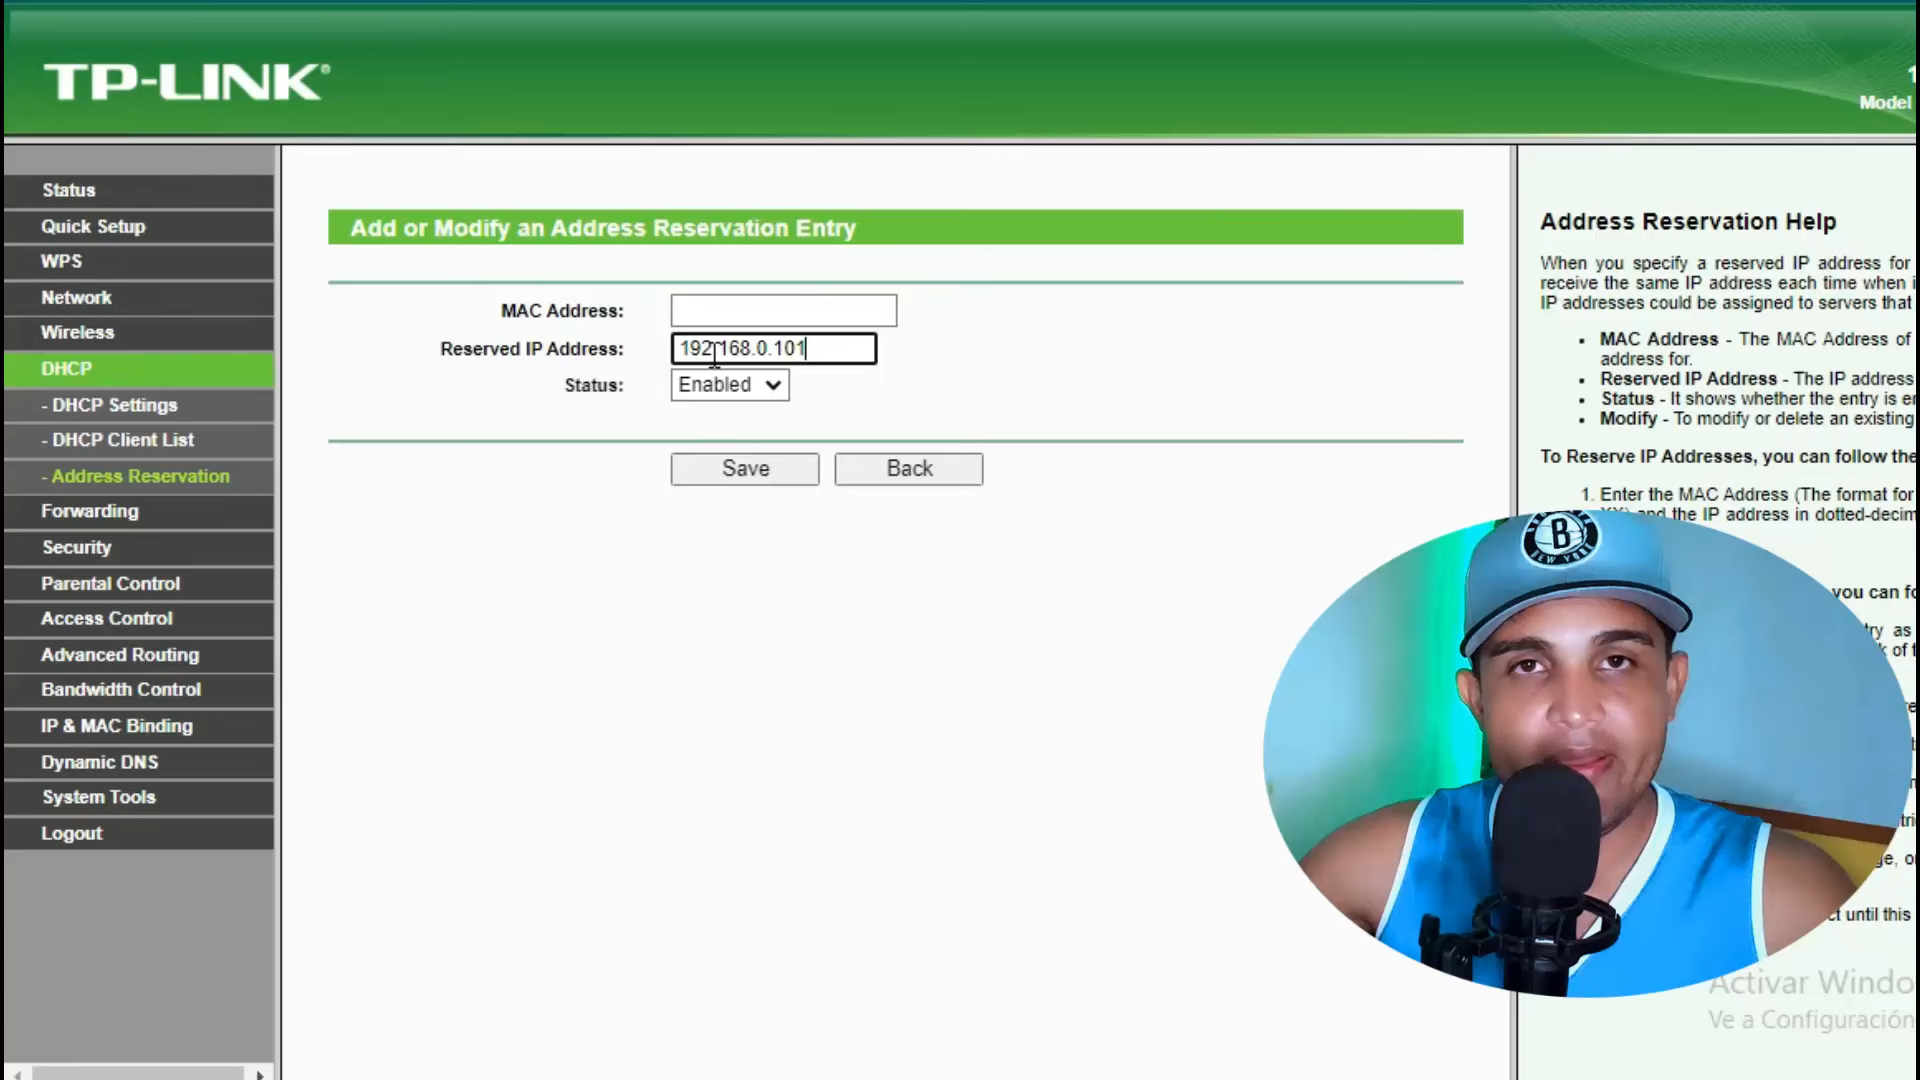 TP-LINK®
Model
Status
Quick Setup
WPS
Network
Wireless
DHCP
- DHCP Settings
- DHCP Client List
- Address Reservation
Forwarding
Security
Parental Control
Access Control
Advanced Routing
Bandwidth Control
IP & MAC Binding
Dynamic DNS
System Tools
Logout
Add or Modify an Address Reservation Entry
MAC Address:
Reserved IP Address: 192.168.0.101
Status: Enabled
Save Back
Address Reservation Help
When you specify a reserved IP address for
receive the same IP address each time when
IP addresses could be assigned to servers that
• MAC Address - The MAC Address of
address for.
• Reserved IP Address - The IP address
• Status - It shows whether the entry is
• Modify - To modify or delete an existing
To Reserve IP Addresses, you can follow the
1. Enter the MAC Address (The format for
and the IP address in
you can
as
of
until this
B
NEW YORK
Activar
Ve a Configuración